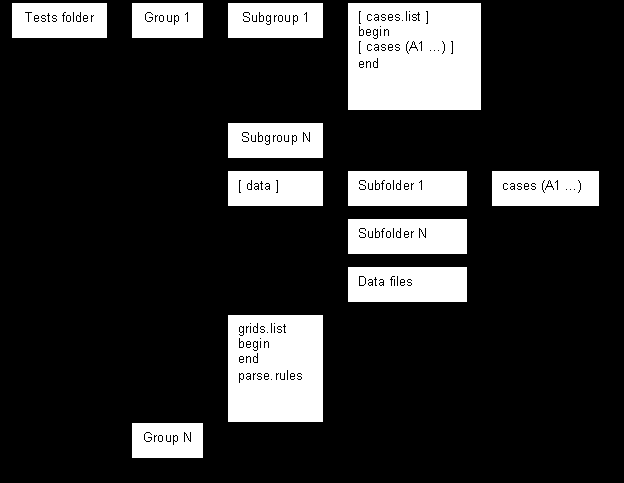 Tests folder
Group 1
Subgroup 1
[ cases.list ]
begin
[ cases (A1 ...) ]
end
Subgroup N
[ data ]
Subfolder 1
cases (A1 ...)
Subfolder N
Data files
grids.list
begin
end
parse.rules
Group N